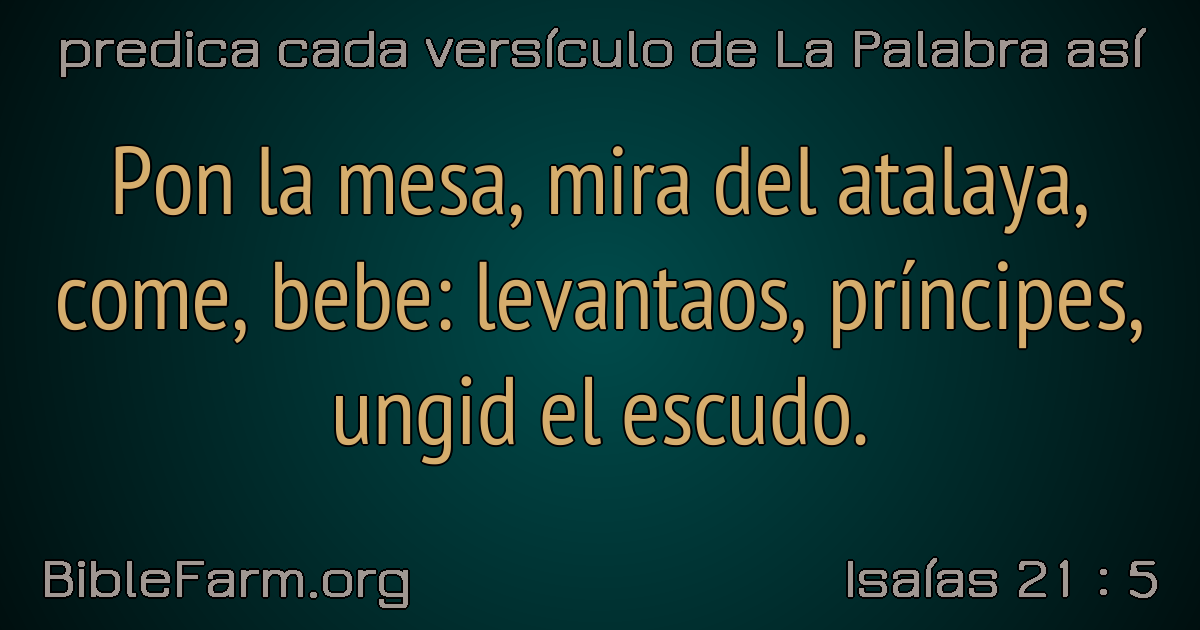 predica cada versículo de La Palabra así
Pon la mesa, mira del atalaya,
come, bebe: levantaos, príncipes,
ungid el escudo.
BibleFarm.org
Isaías 21 : 5